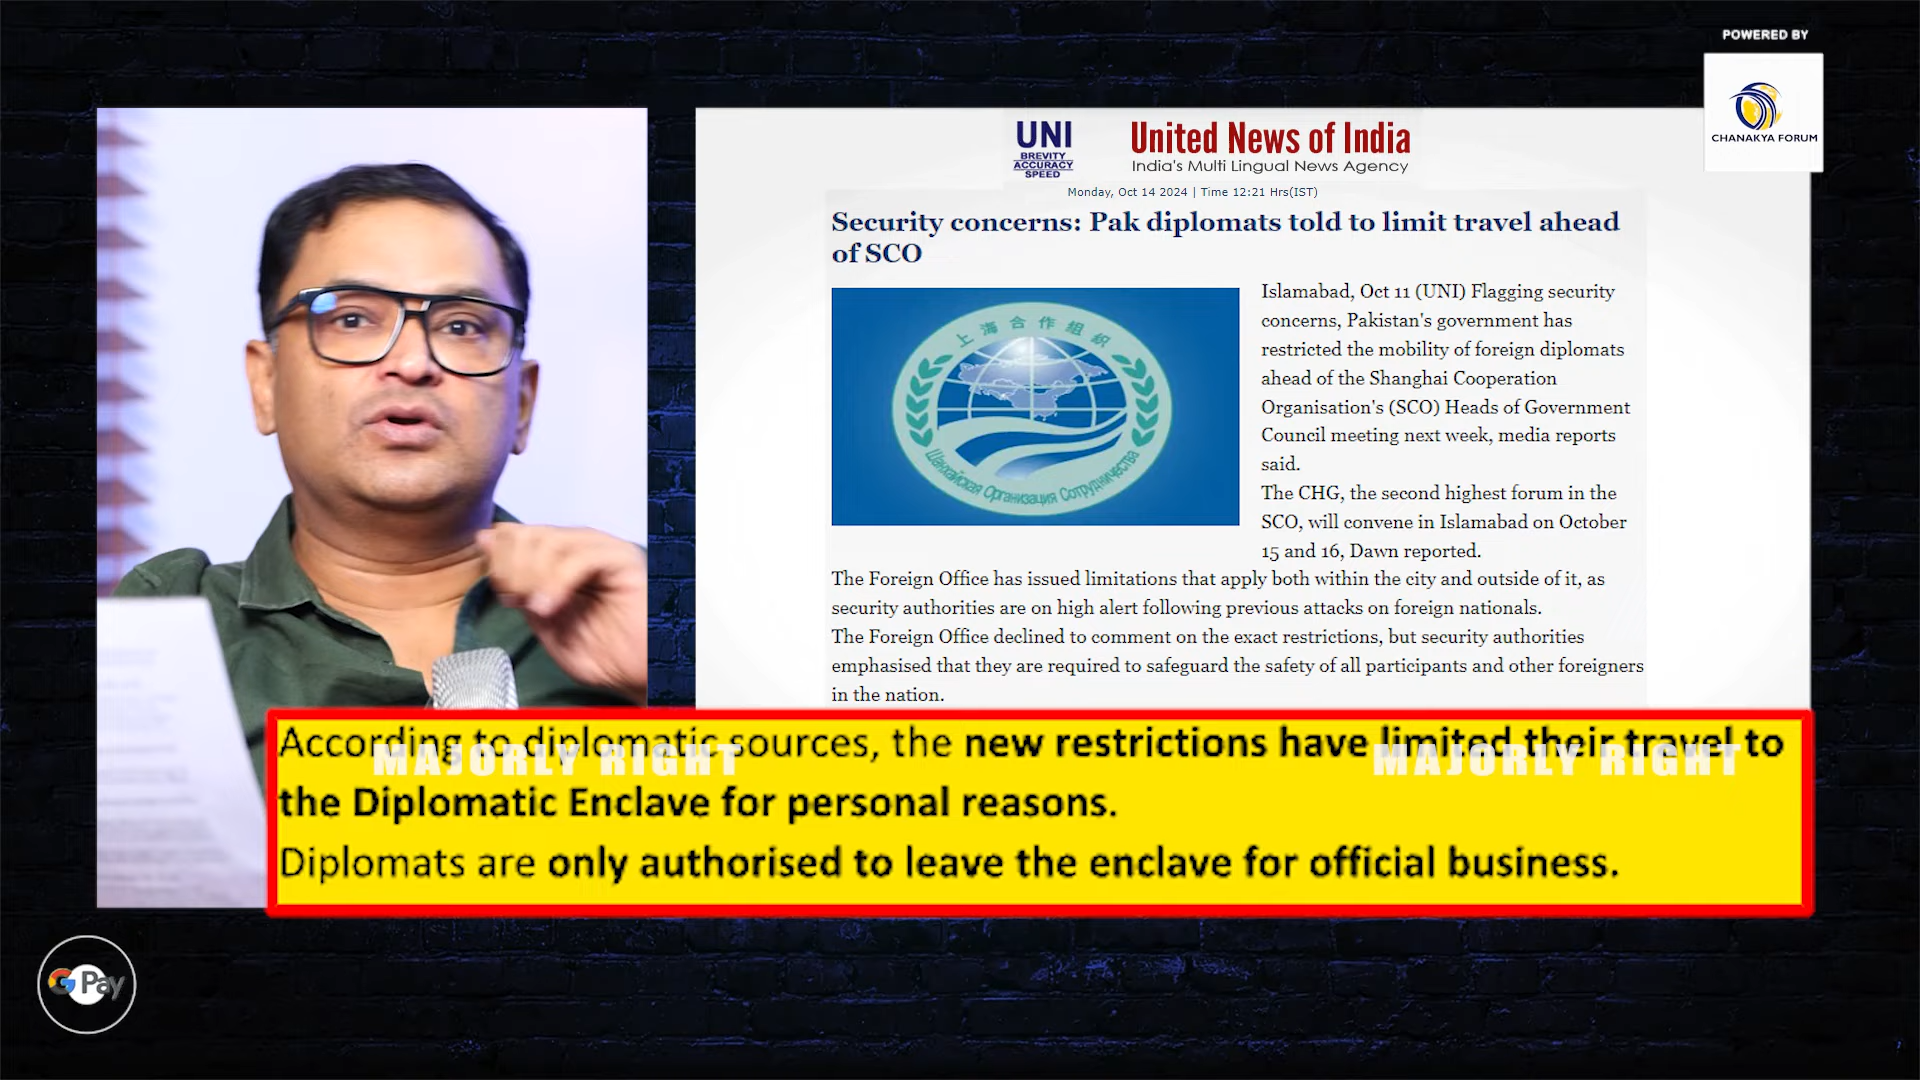 POWERED BY
CHANAKYA FORUM
UNI
BREVITY
ACCURACY
SPEED
United News of India
India's Multi Lingual News Agency
Monday, Oct 14 2024 | Time 12:21 Hrs(IST)
Security concerns: Pak diplomats told to limit travel ahead
of SCO
上海合作组织
Шанхайская Организация Сотрудничества
Islamabad, Oct 11 (UNI) Flagging security
concerns, Pakistan's government has
restricted the mobility of foreign diplomats
ahead of the Shanghai Cooperation
Organisation's (SCO) Heads of Government
Council meeting next week, media reports
said.
The CHG, the second highest forum in the
SCO, will convene in Islamabad on October
15 and 16, Dawn reported.
The Foreign Office has issued limitations that apply both within the city and outside of it, as
security authorities are on high alert following previous attacks on foreign nationals.
The Foreign Office declined to comment on the exact restrictions, but security authorities
emphasised that they are required to safeguard the safety of all participants and other foreigners
in the nation.
According to diplomatic sources, the new restrictions have limited their travel to
MAJORLY RIGHT MAJORLY RIGHT
the Diplomatic Enclave for personal reasons.
Diplomats are only authorised to leave the enclave for official business.
G Pay